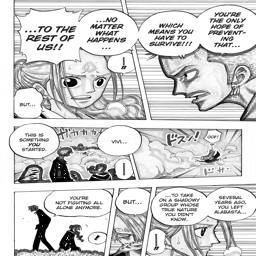 YOU'RE
THE ONLY
HOPE OF
PREVENT-
ING THAT...
WHICH
MEANS YOU
HAVE TO
SURVIVE!!!
...NO
MATTER
WHAT
HAPPENS
...
...TO
THE REST
OF US!!
BUT...
!
OOF!
VIVI...
THIS IS
SOMETHING
YOU
STARTED.
SEVERAL
YEARS AGO,
YOU LEFT
ALABASTA...
...TO TAKE
ON A SHADOWY
GROUP WHOSE
TRUE NATURE
YOU DIDN'T
KNOW.
BUT...
YOU'RE NOT
FIGHTING ALL
ALONE ANYMORE.